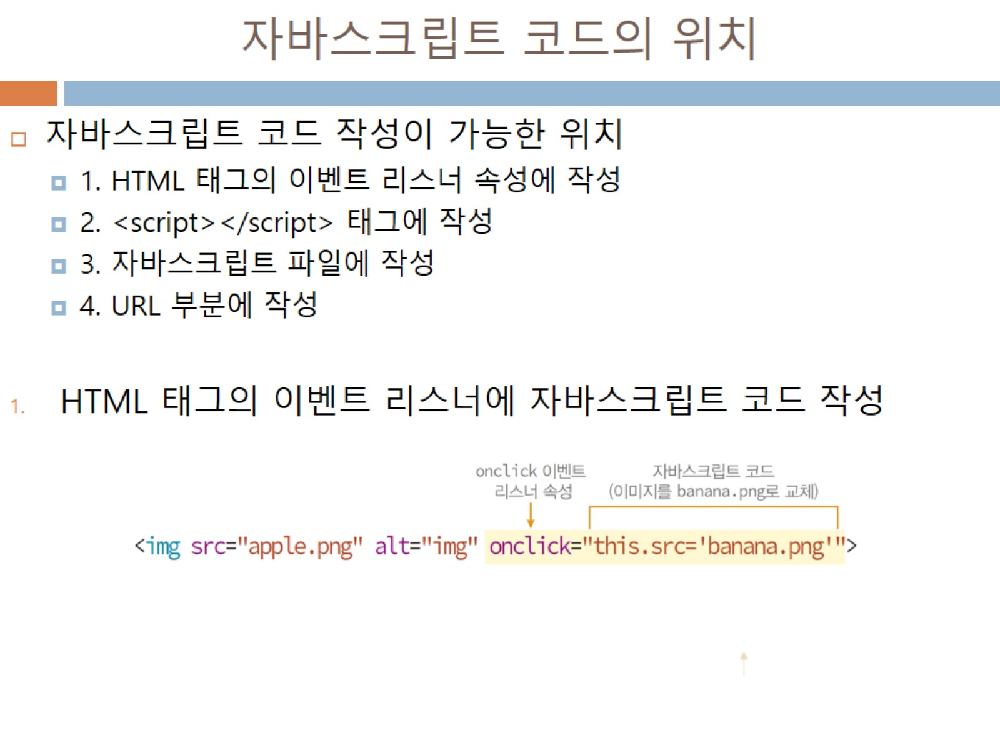 자바스크립트 코드의 위치
자바스크립트 코드 작성이 가능한 위치
1. HTML 태그의 이벤트 리스너 속성에 작성
2. <script></script> 태그에 작성
3. 자바스크립트 파일에 작성
4. URL 부분에 작성
1. HTML 태그의 이벤트 리스너에 자바스크립트 코드 작성
onclick 이벤트
리스너 속성
자바스크립트 코드
(이미지를 banana.png로 교체)
<img src="apple.png" alt="img" onclick="this.src='banana.png'">